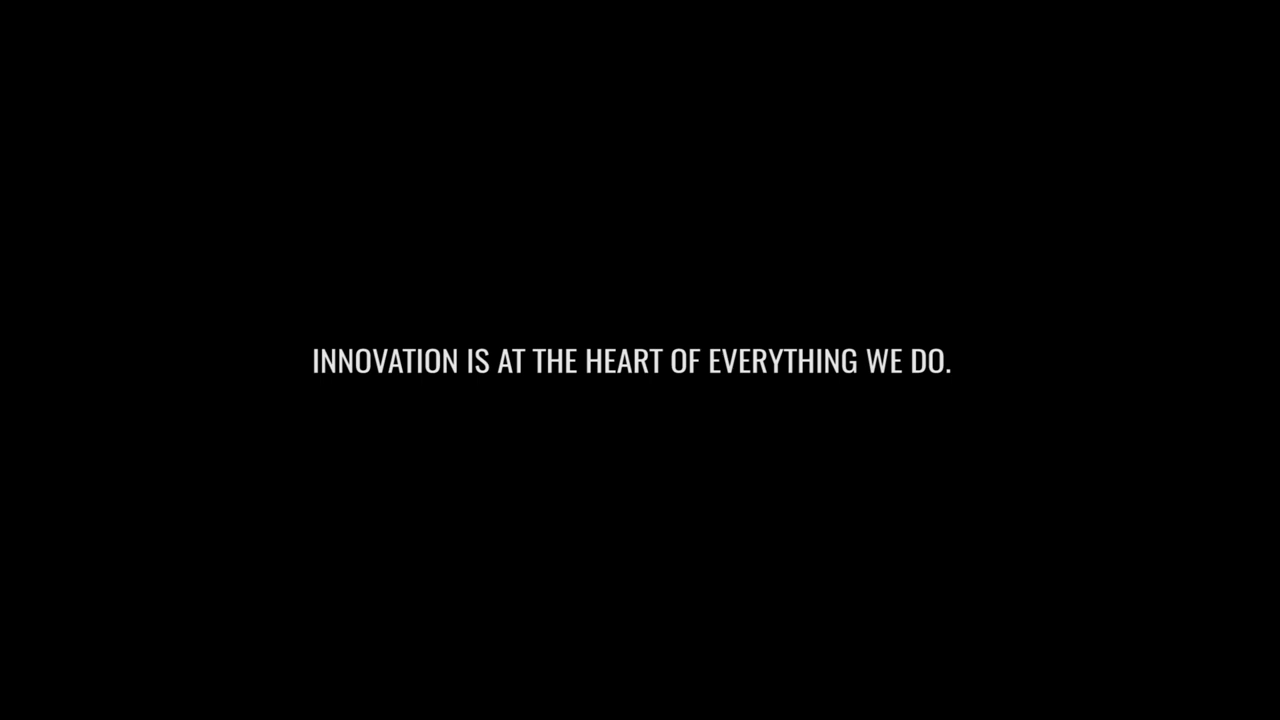 INNOVATION IS AT THE HEART OF EVERYTHING WE DO.